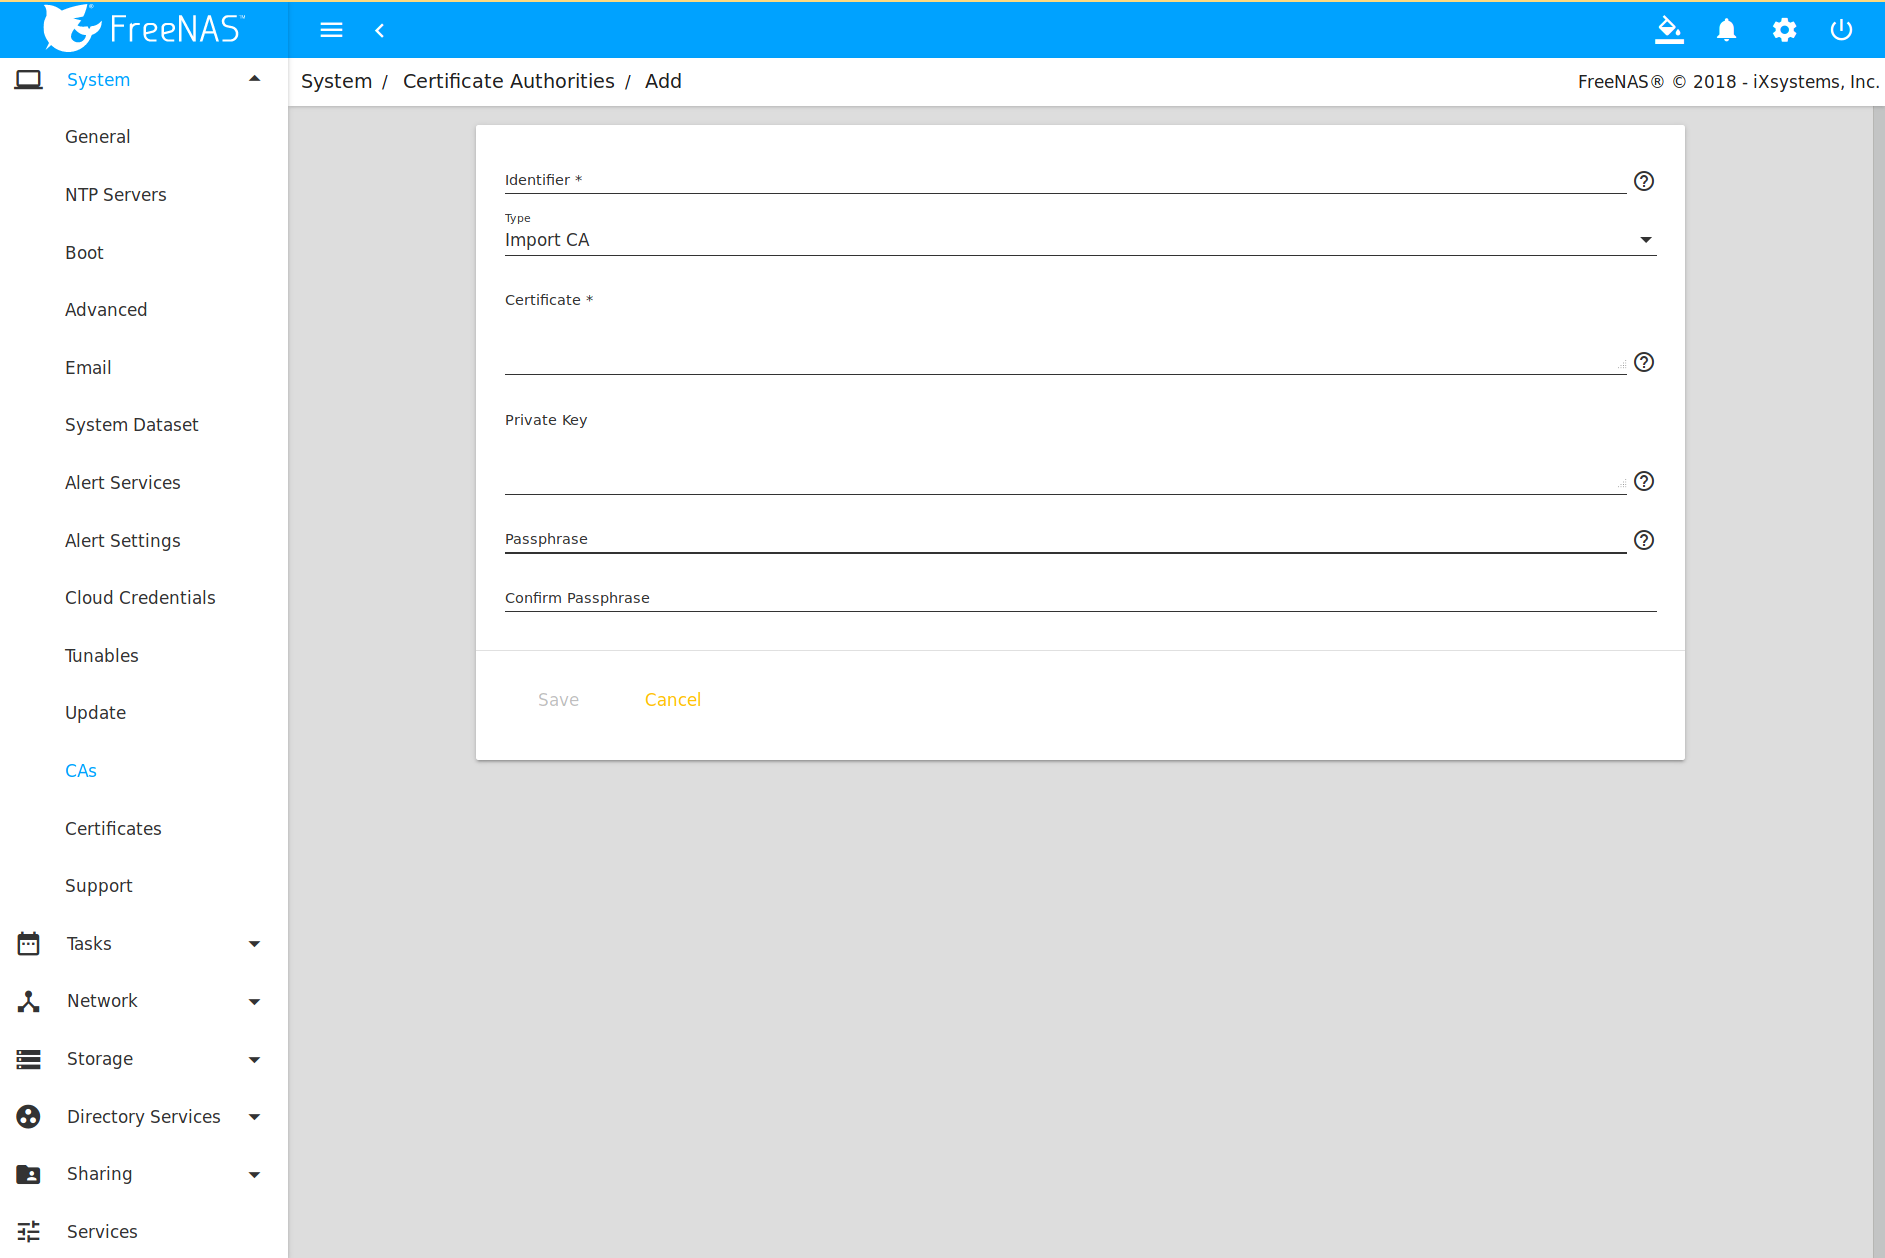 FreeNAS™
System
General
NTP Servers
Boot
Advanced
Email
System Dataset
Alert Services
Alert Settings
Cloud Credentials
Tunables
Update
CAs
Certificates
Support
Tasks
Network
Storage
Directory Services
Sharing
Services
System / Certificate Authorities / Add
FreeNAS® © 2018 - iXsystems, Inc.
Identifier *
Type
Import CA
Certificate *
Private Key
Passphrase
Confirm Passphrase
Save Cancel